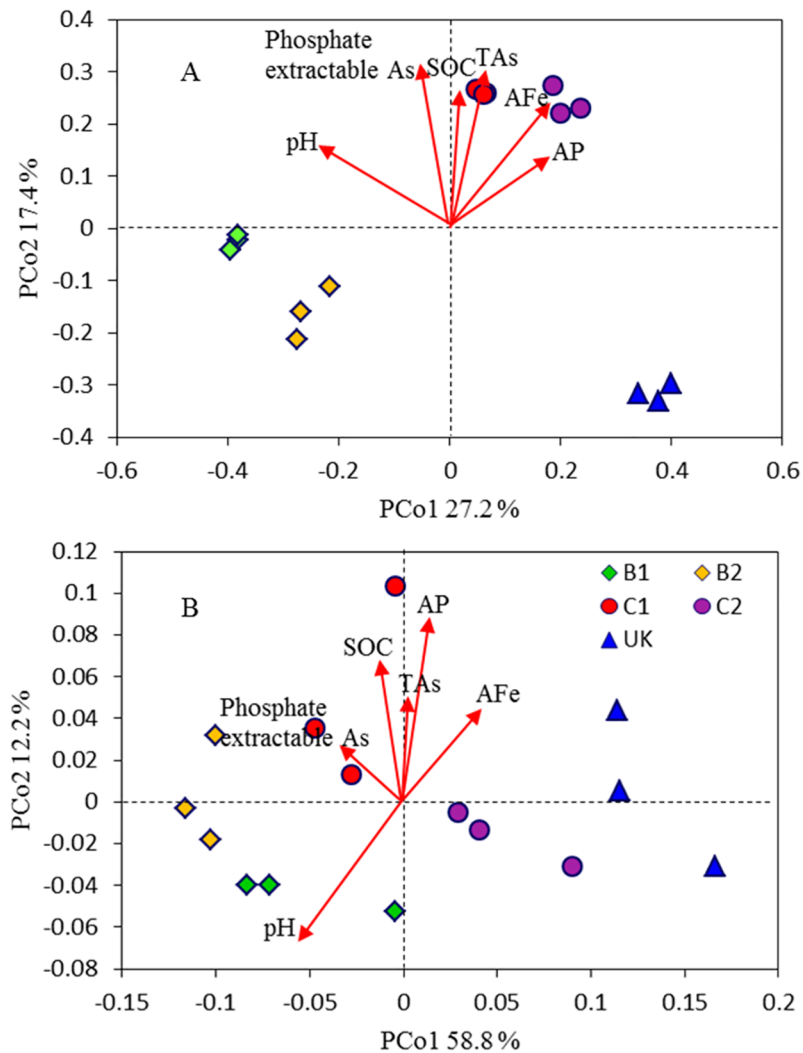 0.4
Phosphate
extractable As
SOC
TAs
A
0.3
AFe
0.2
pH
AP
0.1
0
-0.1
-0.2
-0.3
-0.4
PCo2 17.4%
-0.6
-0.4
-0.2
0
0.2
0.4
0.6
PCo1 27.2%
0.12
B
0.1
AP
B1
B2
C1
C2
UK
0.08
SOC
0.06
TAs
AFe
Phosphate
extractable As
0.04
0.02
0
-0.02
-0.04
-0.06
pH
-0.08
PCo2 12.2%
-0.15
-0.1
-0.05
0
0.05
0.1
0.15
0.2
PCo1 58.8%